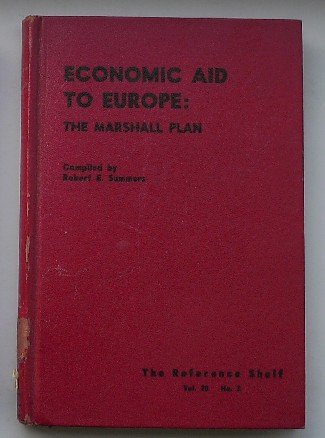 ECONOMIC AID
TO EUROPE:
THE MARSHALL PLAN
Compiled by
Robert E. Summers
The Reference Shelf
Vol. 20 No. 2